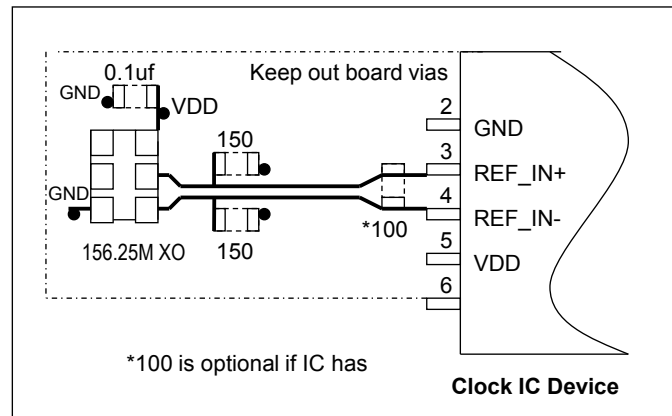 0.1uf
Keep out board vias
GND
VDD
2
GND
150
3
REF_IN+
GND
4
REF_IN-
*100
156.25M XO
150
5
VDD
6
*100 is optional if IC has
Clock IC Device